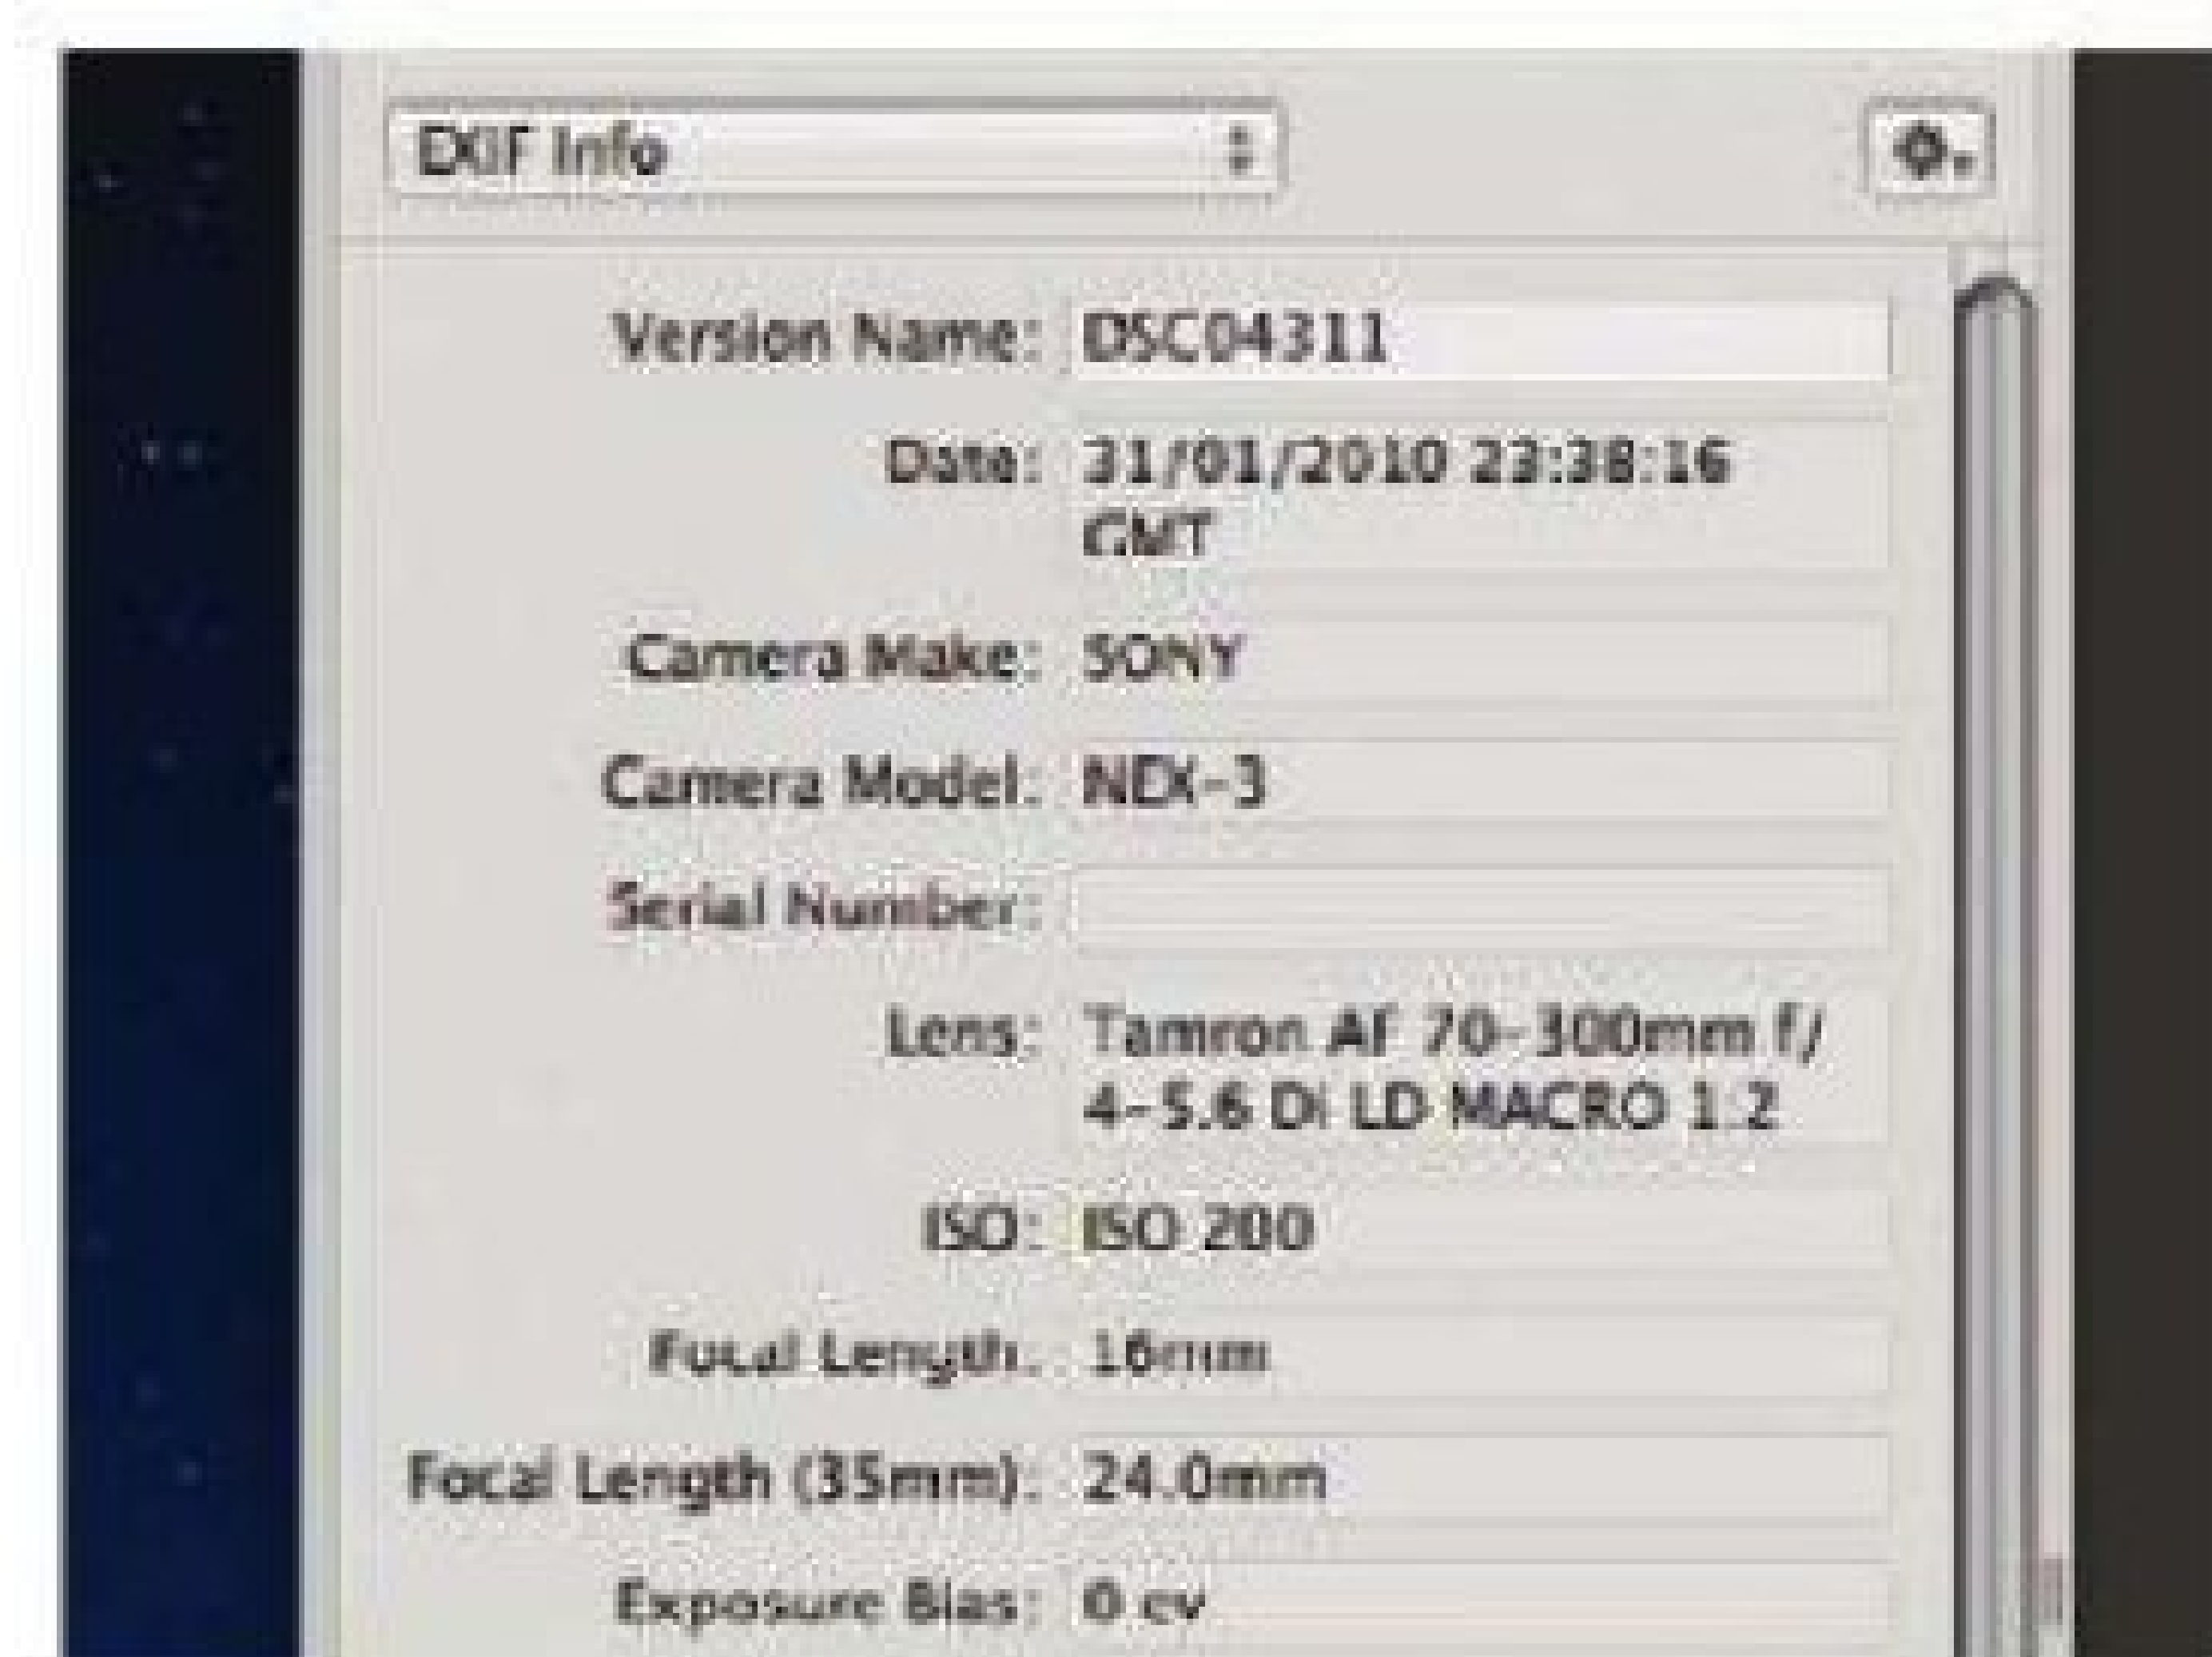 EXIF Info
Version Name: DSC04311
Date: 31/01/2010 23:38:16
GMT
Camera Make: SONY
Camera Model: NEX-3
Serial Number:
Lens: Tamron AF 70-300mm f/
4-5.6 Di LD MACRO 1:2
ISO: ISO 200
Focal Length: 16mm
Focal Length (35mm): 24.0mm
Exposure Bias: 0 ev